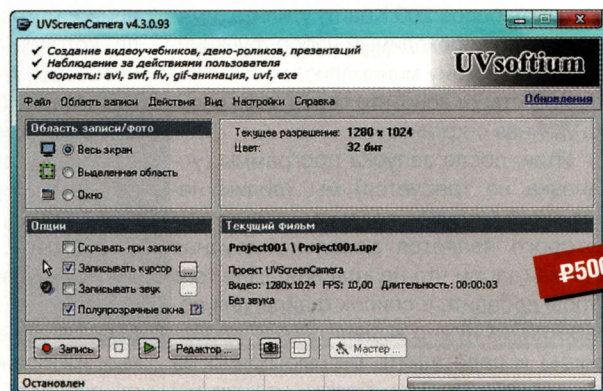 UVScreenCamera v4.3.0.93
✓ Создание видеоучебников, демо-роликов, презентаций
✓ Наблюдение за действиями пользователя
✓ Форматы: avi, swf, flv, gif-анимация, uvf, exe
UVsoftium
Файл Область записи Действия Вид Настройки Справка Обновления
Область записи/фото
Весь экран
Выделенная область
Окно
Текущее разрешение: 1280 x 1024
Цвет: 32 бит
Опции
Скрывать при записи
Записывать курсор ...
Записывать звук ...
Полупрозрачные окна [?]
Текущий фильм
Project001 \ Project001.upr
Проект UVScreenCamera
Видео: 1280x1024 FPS: 10,00 Длительность: 00:00:03
Без звука
₽500
Запись Редактор ... Мастер ...
Остановлен